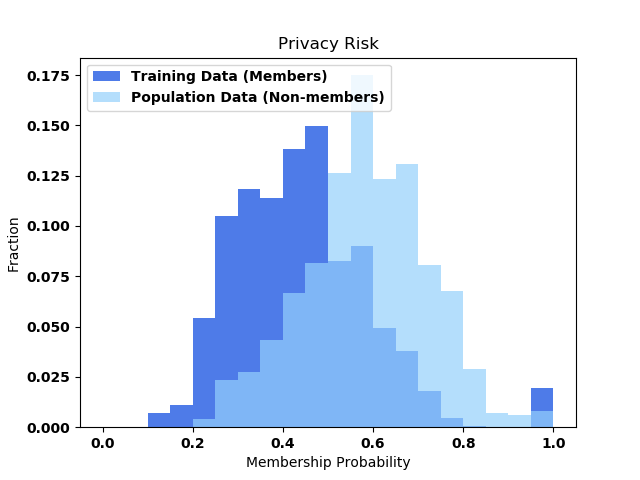 Privacy Risk
Training Data (Members)
Population Data (Non-members)
Fraction
0.175
0.150
0.125
0.100
0.075
0.050
0.025
0.000
0.0 0.2 0.4 0.6 0.8 1.0
Membership Probability